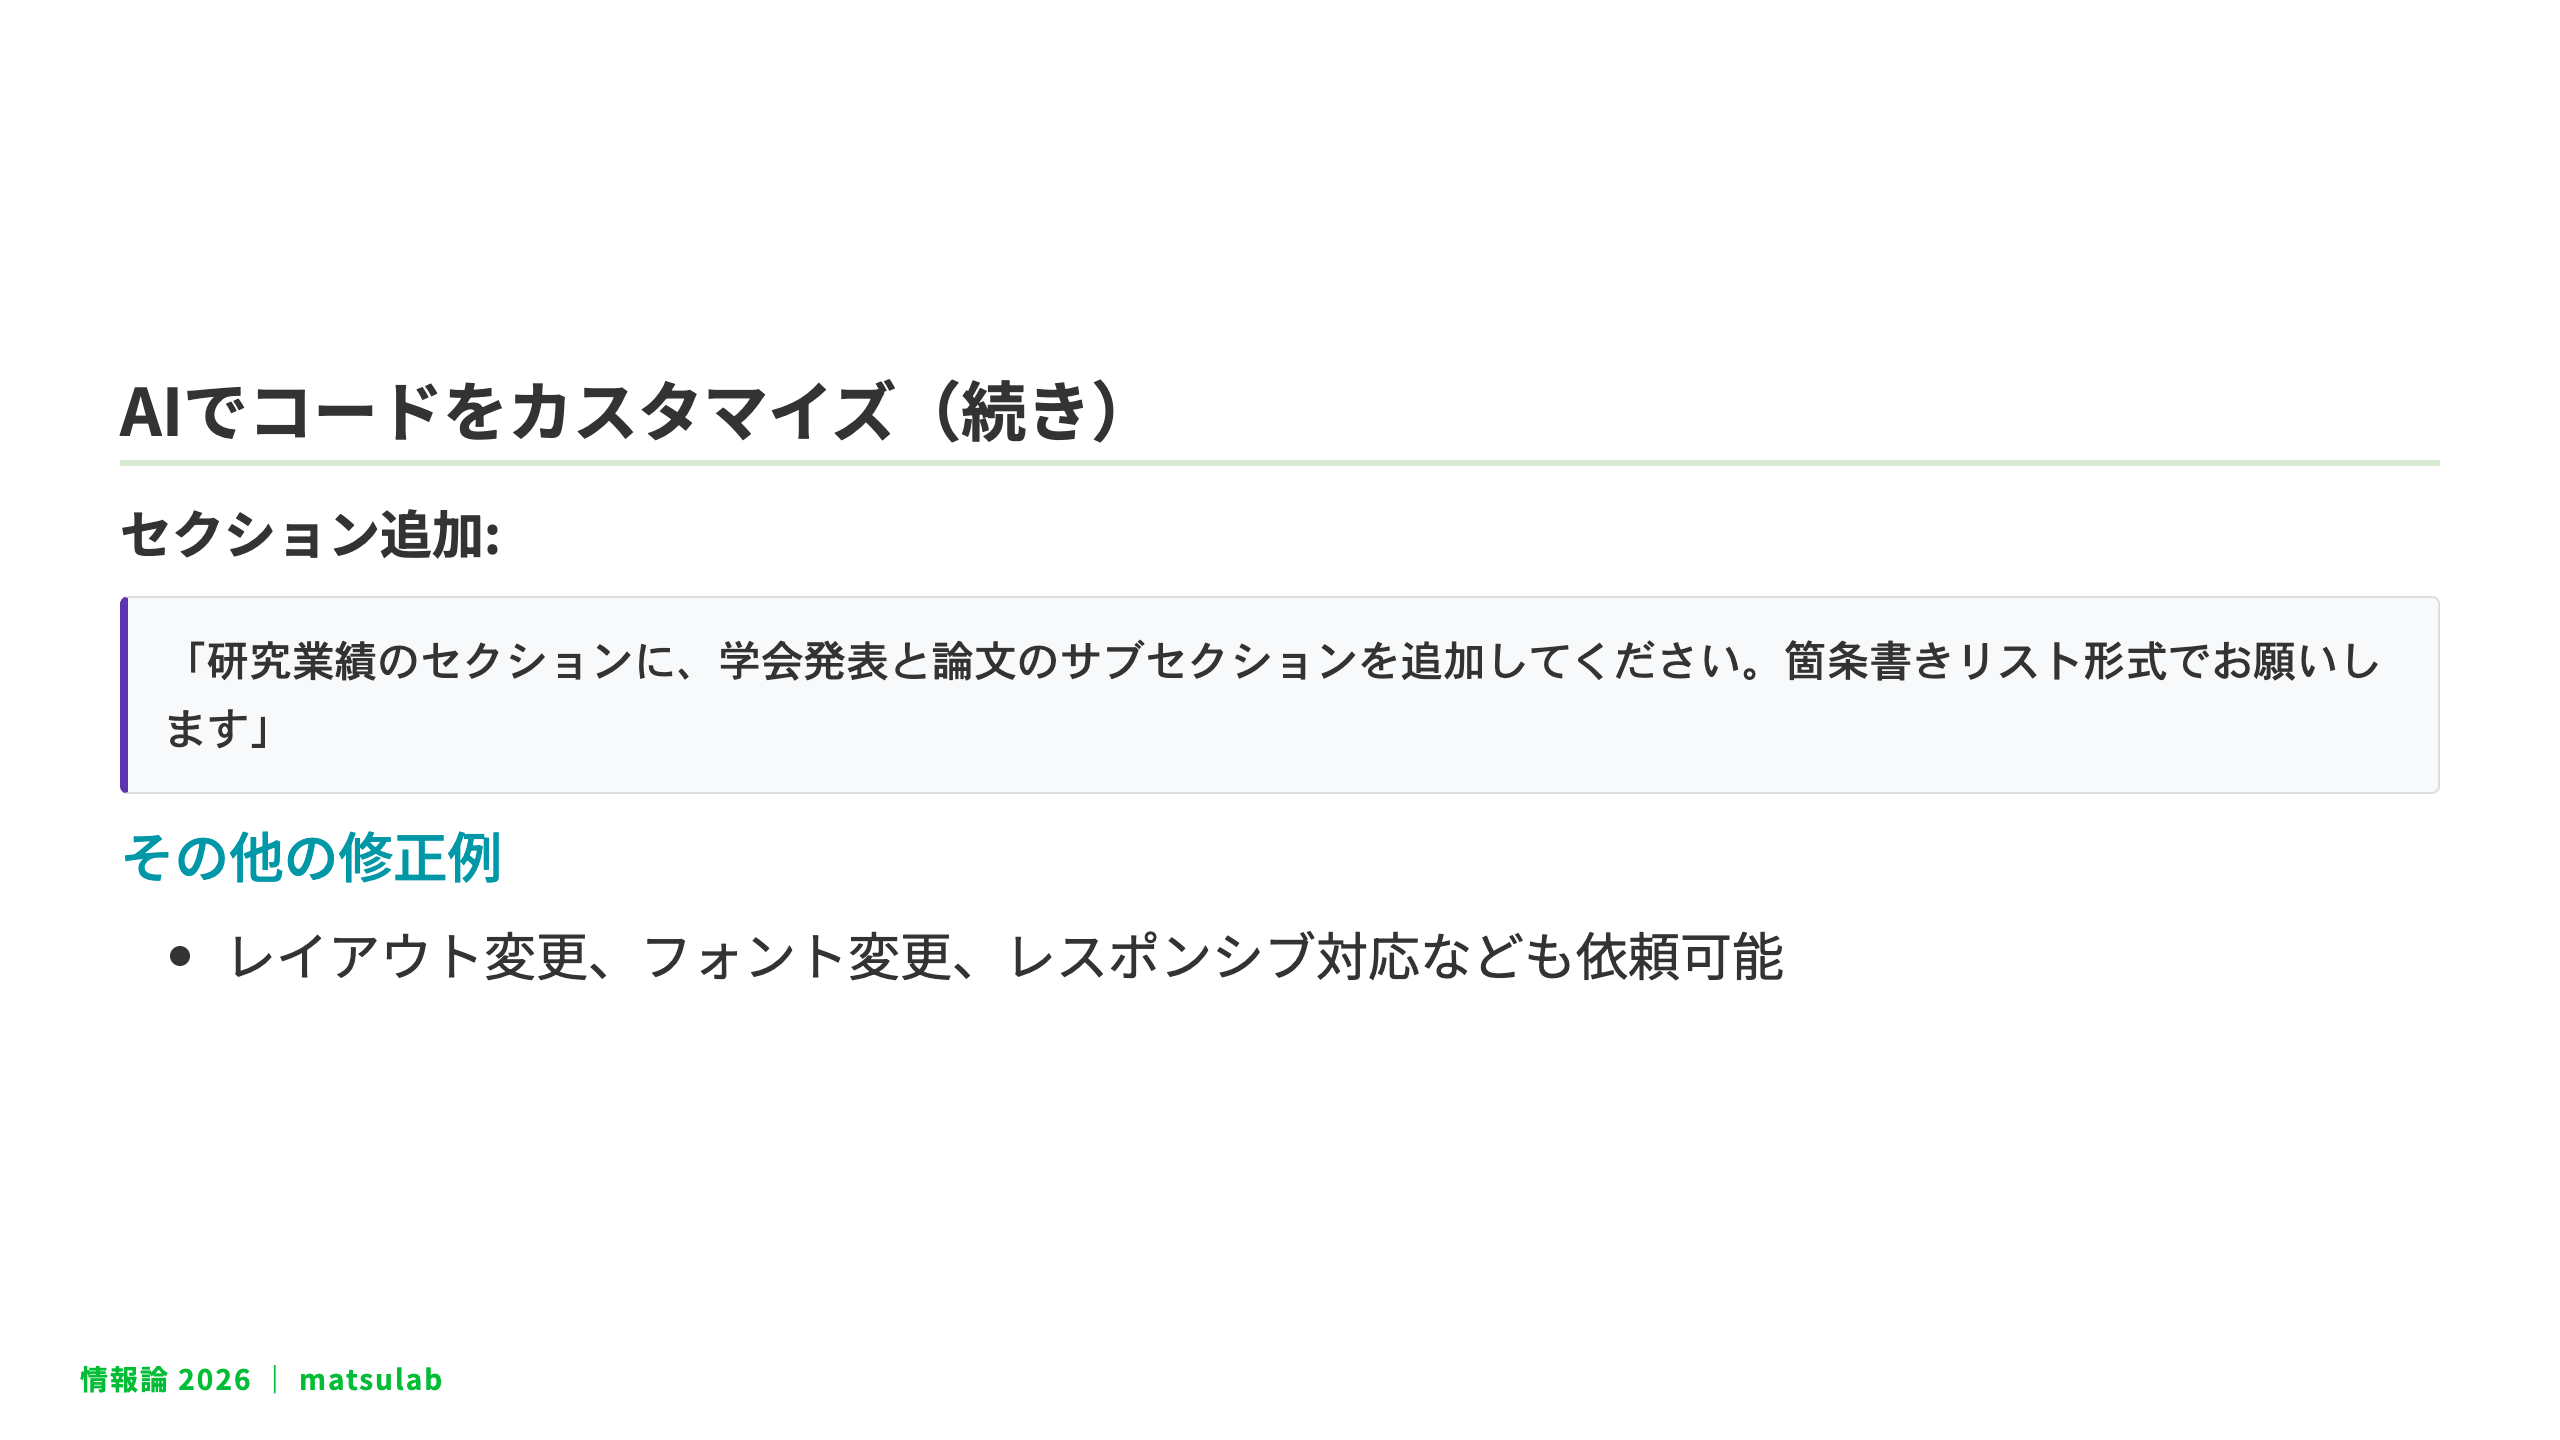 AIでコードをカスタマイズ（続き）
セクション追加:
「研究業績のセクションに、学会発表と論文のサブセクションを追加してください。箇条書きリスト形式でお願いし
ます」
その他の修正例
• レイアウト変更、フォント変更、レスポンシブ対応なども依頼可能
情報論 2026 ｜ matsulab